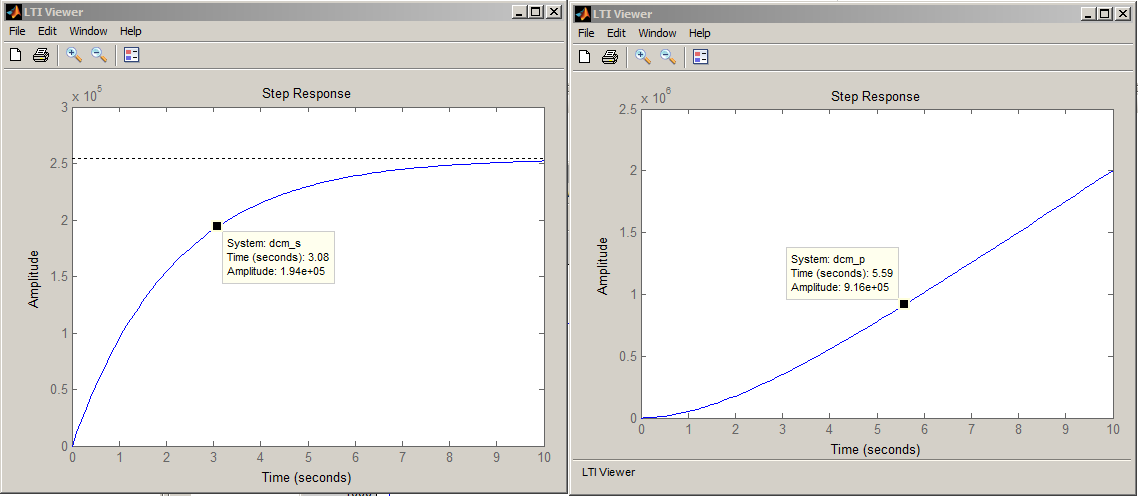 LTI Viewer
File Edit Window Help
Step Response
x 10^5
3
2.5
2
1.5
1
0.5
0
Amplitude
System: dcm_s
Time (seconds): 3.08
Amplitude: 1.94e+05
0 1 2 3 4 5 6 7 8 9 10
Time (seconds)
LTI Viewer
File Edit Window Help
Step Response
x 10^6
2.5
2
1.5
1
0.5
0
Amplitude
System: dcm_p
Time (seconds): 5.59
Amplitude: 9.16e+05
0 1 2 3 4 5 6 7 8 9 10
Time (seconds)
LTI Viewer